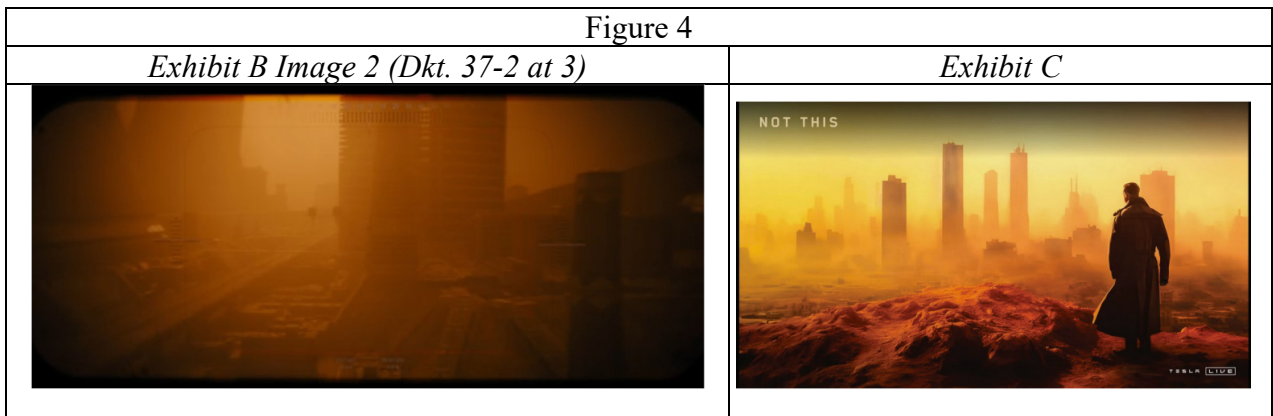 Figure 4
Exhibit B Image 2 (Dkt. 37-2 at 3)
Exhibit C
NOT THIS
TESLA LIVE